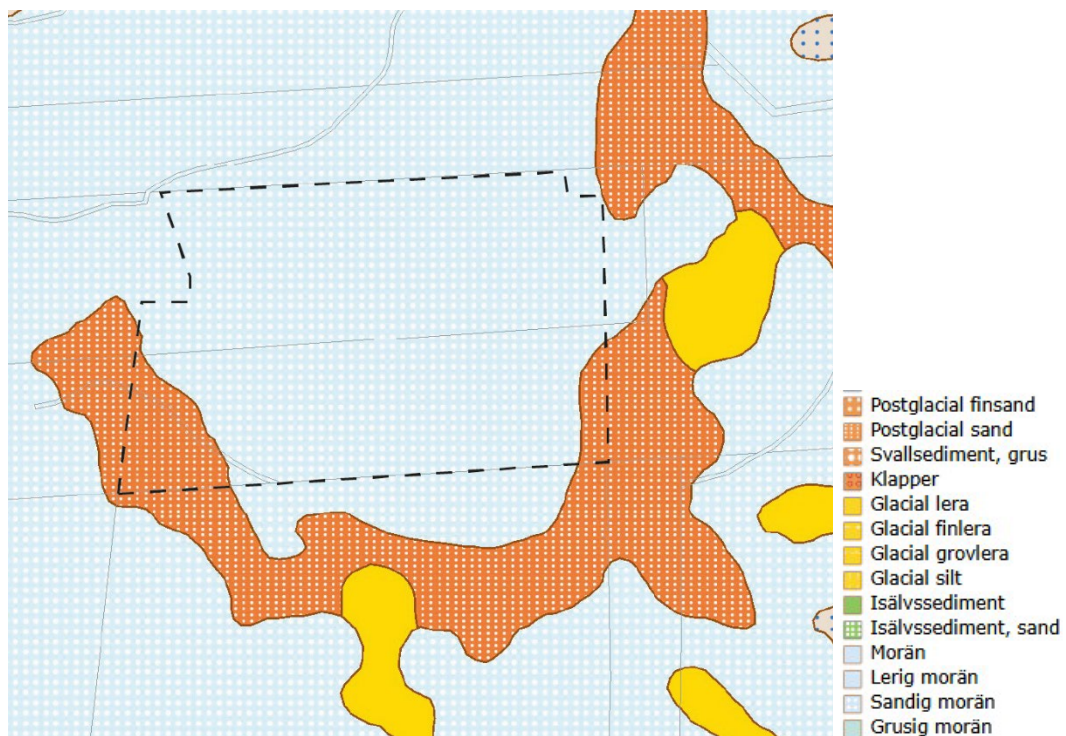 Postglacial finsand
Postglacial sand
Svallsediment, grus
Klapper
Glacial lera
Glacial finlera
Glacial grovlera
Glacial silt
Isälvssediment
Isälvssediment, sand
Morän
Lerig morän
Sandig morän
Grusig morän